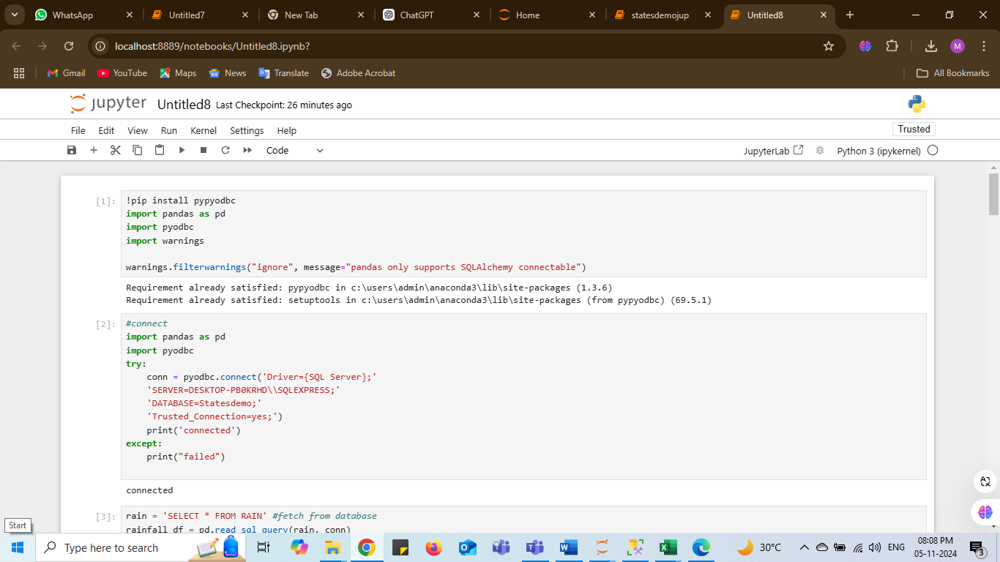 WhatsApp
Untitled7
New Tab
ChatGPT
Home
statesdemojup
Untitled8
localhost:8889/notebooks/Untitled8.ipynb?
M
Gmail
YouTube
Maps
News
Translate
Adobe Acrobat
All Bookmarks
jupyter Untitled8 Last Checkpoint: 26 minutes ago
File Edit View Run Kernel Settings Help
Trusted
Code
JupyterLab
Python 3 (ipykernel)
[1]:
!pip install pypyodbc
import pandas as pd
import pyodbc
import warnings
warnings.filterwarnings("ignore", message="pandas only supports SQLAlchemy connectable")
Requirement already satisfied: pypyodbc in c:\users\admin\anaconda3\lib\site-packages (1.3.6)
Requirement already satisfied: setuptools in c:\users\admin\anaconda3\lib\site-packages (from pypyodbc) (69.5.1)
[2]:
#connect
import pandas as pd
import pyodbc
try:
    conn = pyodbc.connect('Driver={SQL Server};'
    'SERVER=DESKTOP-PB0KRHD\\SQLEXPRESS;'
    'DATABASE=Statesdemo;'
    'Trusted_Connection=yes;')
    print('connected')
except:
    print("failed")
connected
[3]:
rain = 'SELECT * FROM RAIN' #fetch from database
rainfall_df = pd.read_sql_query(rain, conn)
Start
Type here to search
30°C
ENG
08:08 PM
05-11-2024
3